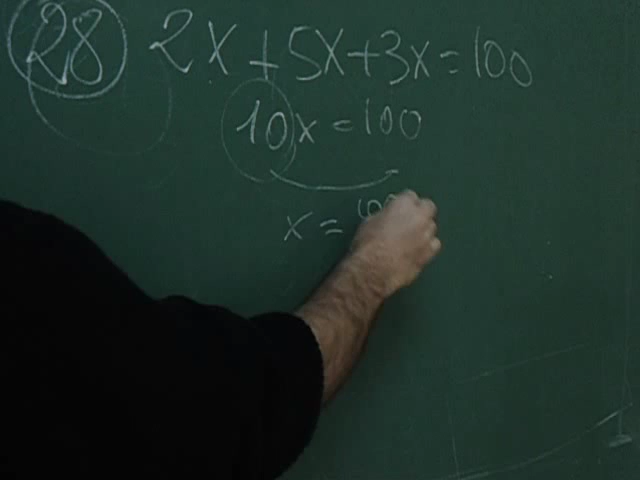 28 2x + 5x + 3x = 100
10x = 100
x = 100